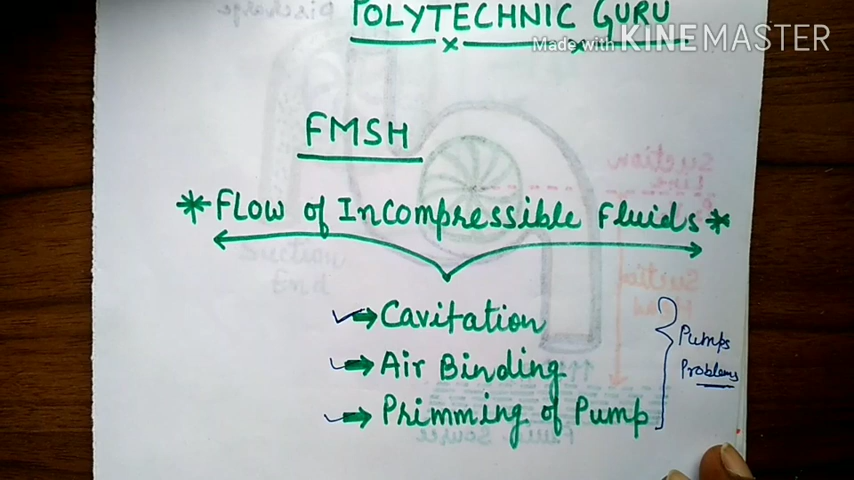 POLYTECHNIC GURU
Made with KINEMASTER
FMSH
*Flow of Incompressible Fluids*
Cavitation
Air Binding
Primming of Pump
Pumps
Problems